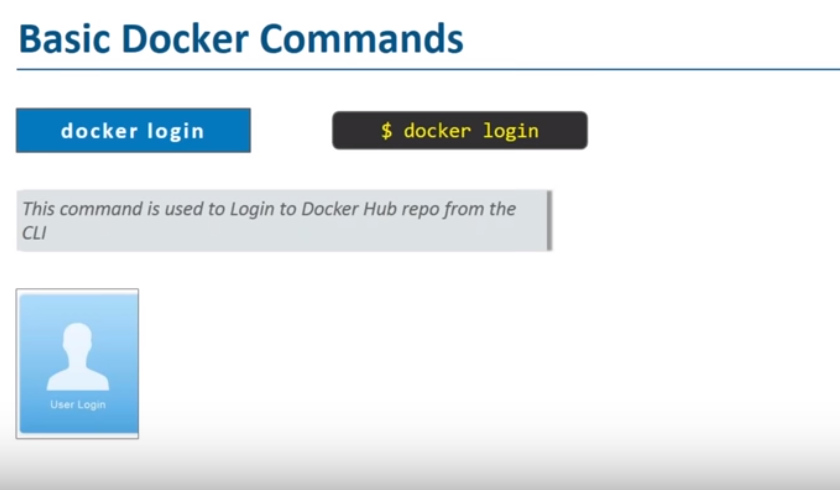 Basic Docker Commands
docker login
$ docker login
This command is used to Login to Docker Hub repo from the
CLI
User Login